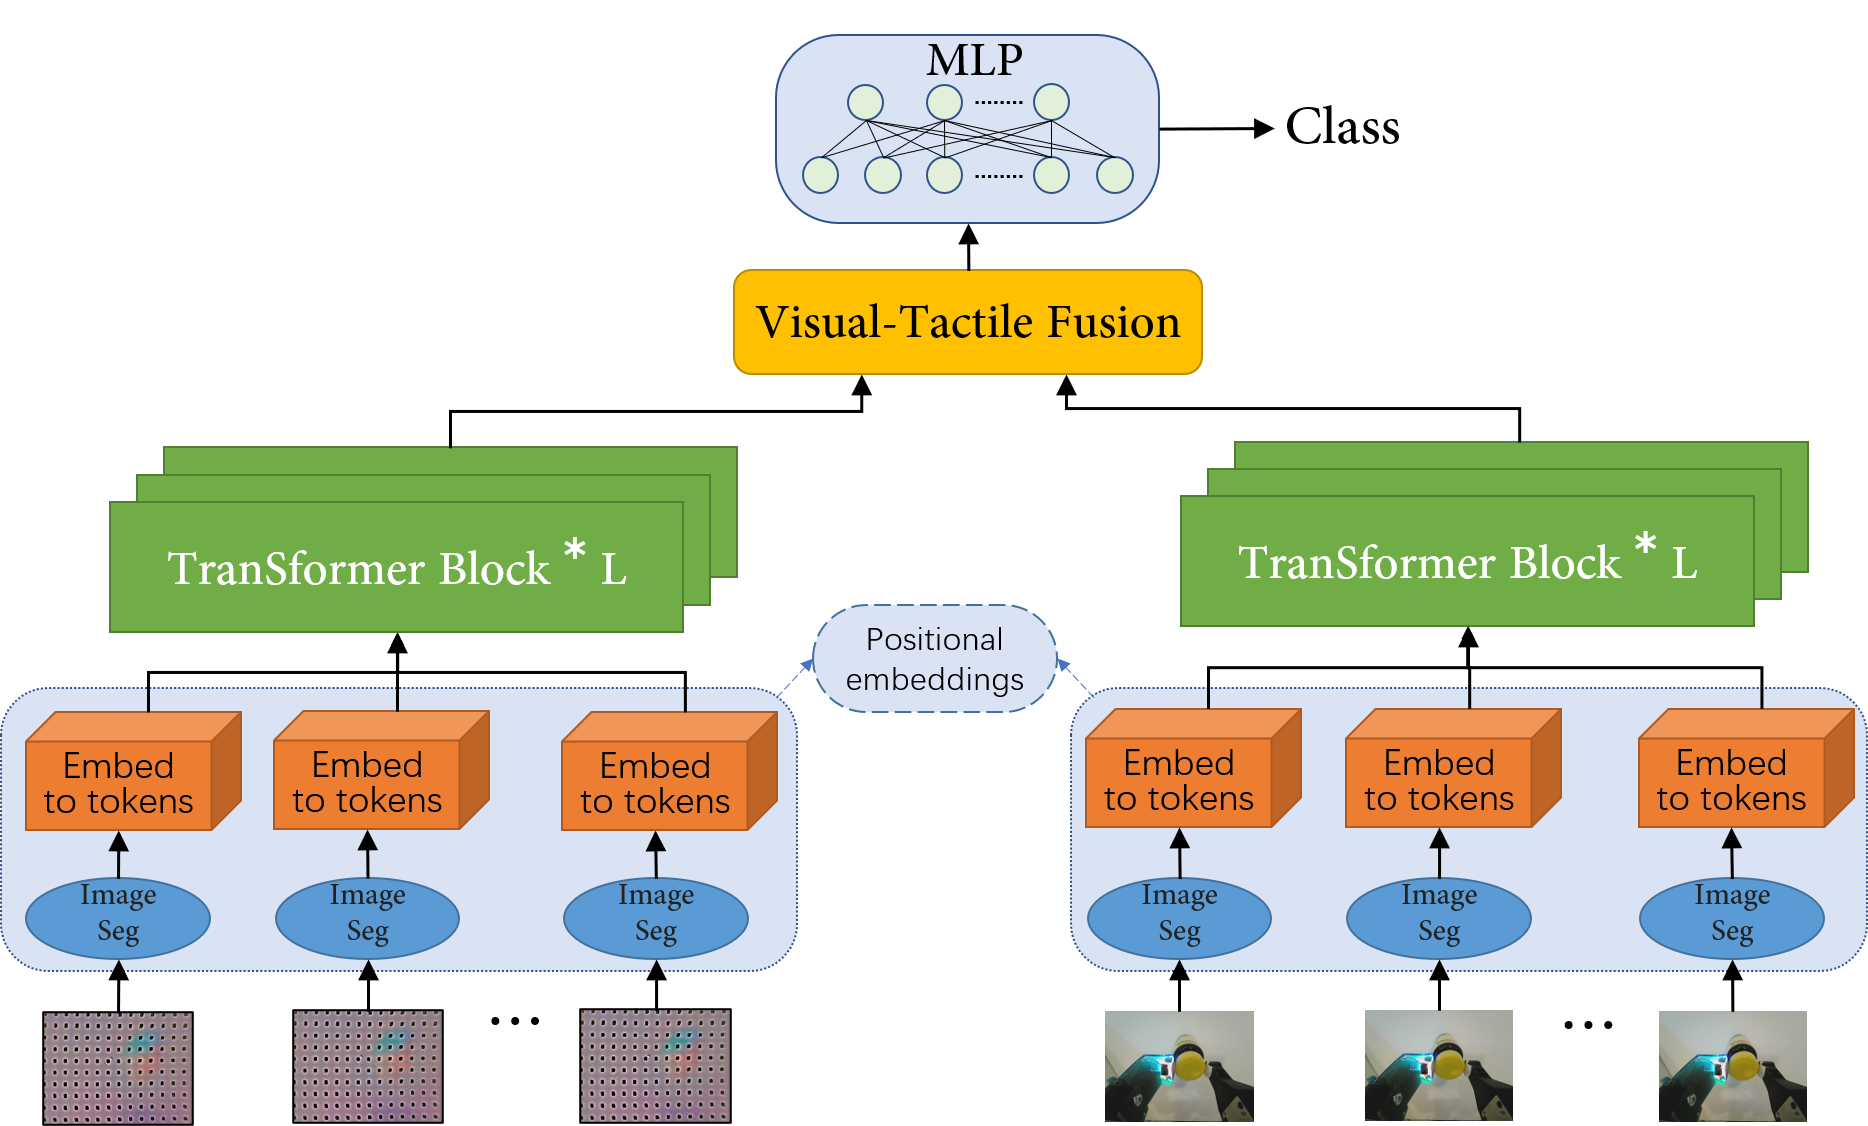 MLP
Class
Visual-Tactile Fusion
TranSformer Block * L
TranSformer Block * L
Positional
embeddings
Embed
to tokens
Embed
to tokens
Embed
to tokens
Embed
to tokens
Embed
to tokens
Embed
to tokens
Image
Seg
Image
Seg
Image
Seg
Image
Seg
Image
Seg
Image
Seg
...
...